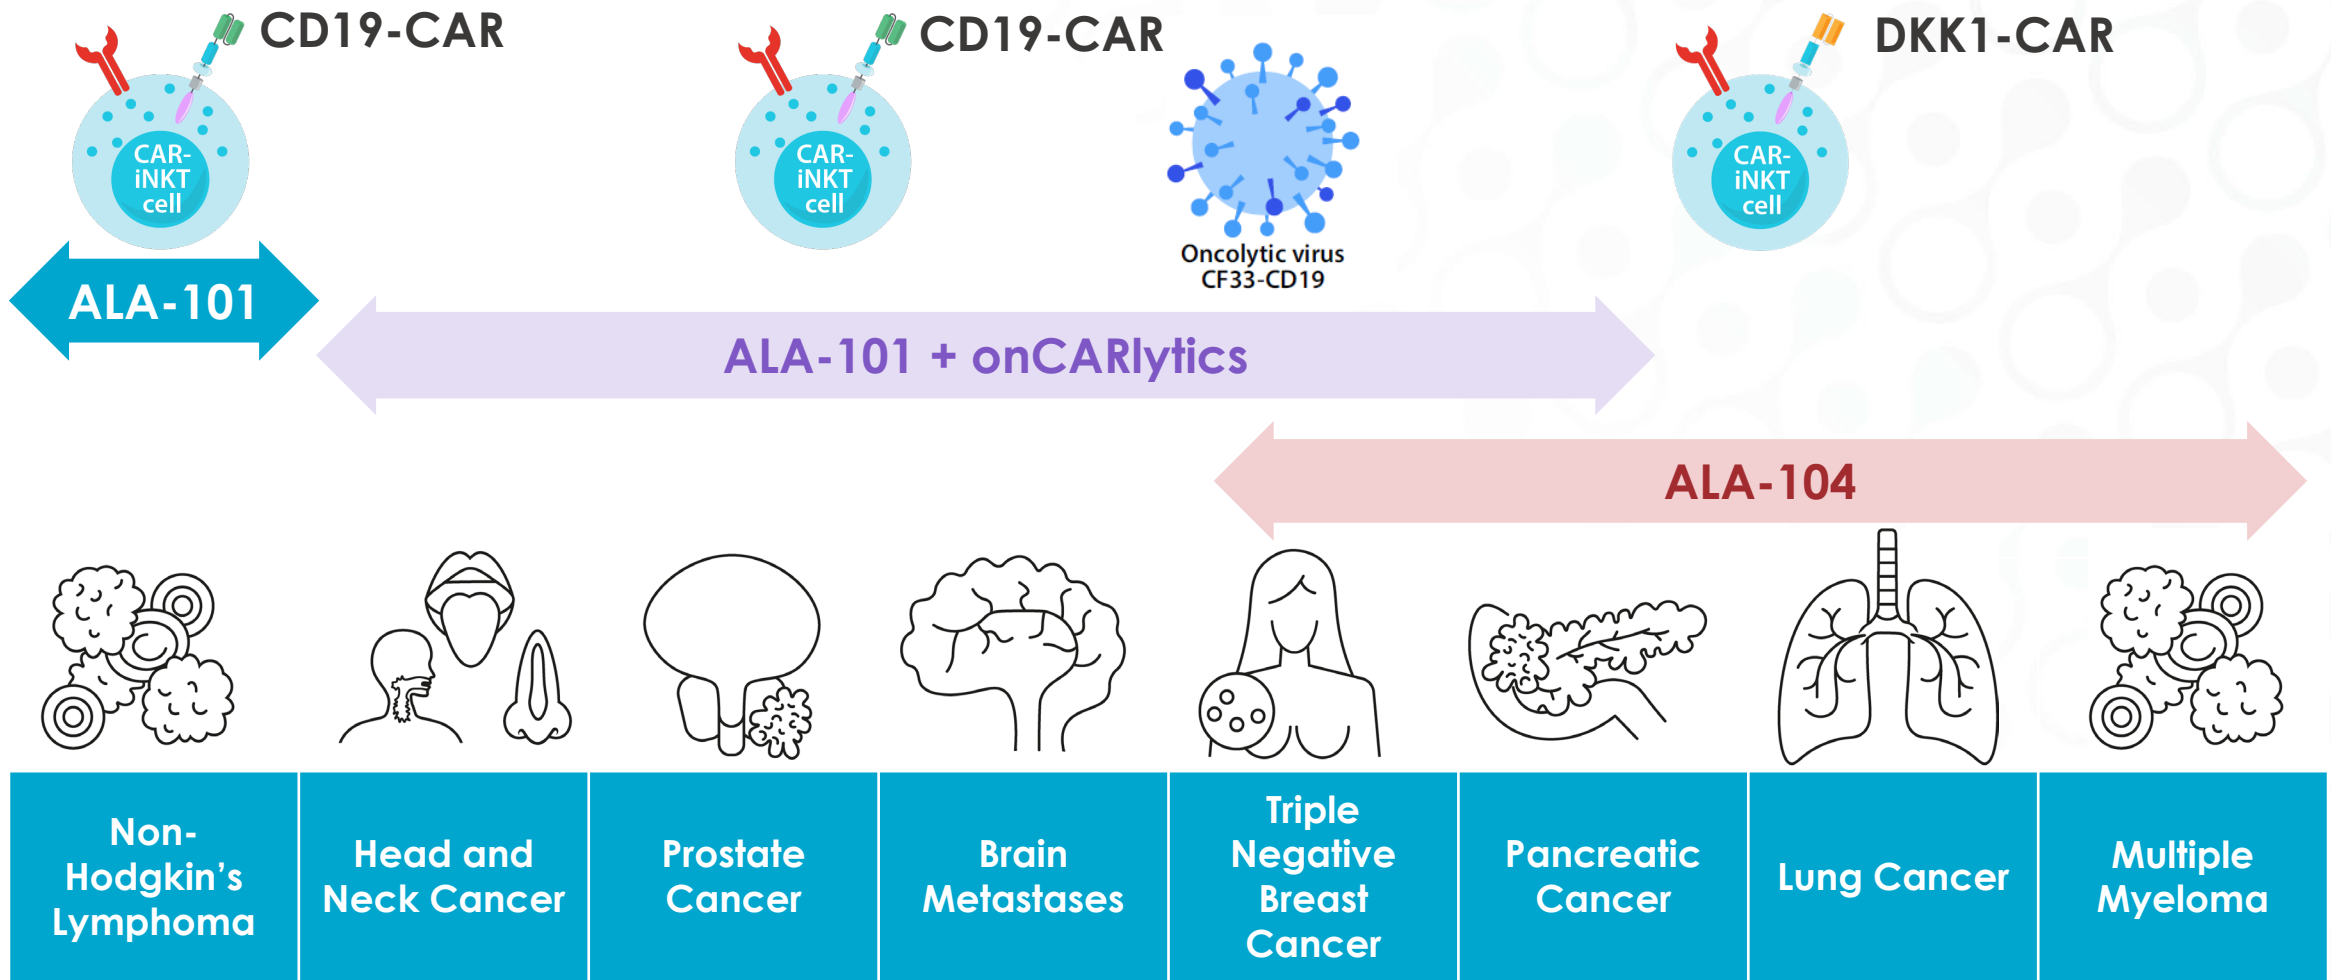 CD19-CAR
CD19-CAR
DKK1-CAR
CAR-
iNKT
cell
CAR-
iNKT
cell
CAR-
iNKT
cell
Oncolytic virus
CF33-CD19
ALA-101
ALA-101 + onCARlytics
ALA-104
Non-
Hodgkin’s
Lymphoma
Head and
Neck Cancer
Prostate
Cancer
Brain
Metastases
Triple
Negative
Breast
Cancer
Pancreatic
Cancer
Lung Cancer
Multiple
Myeloma